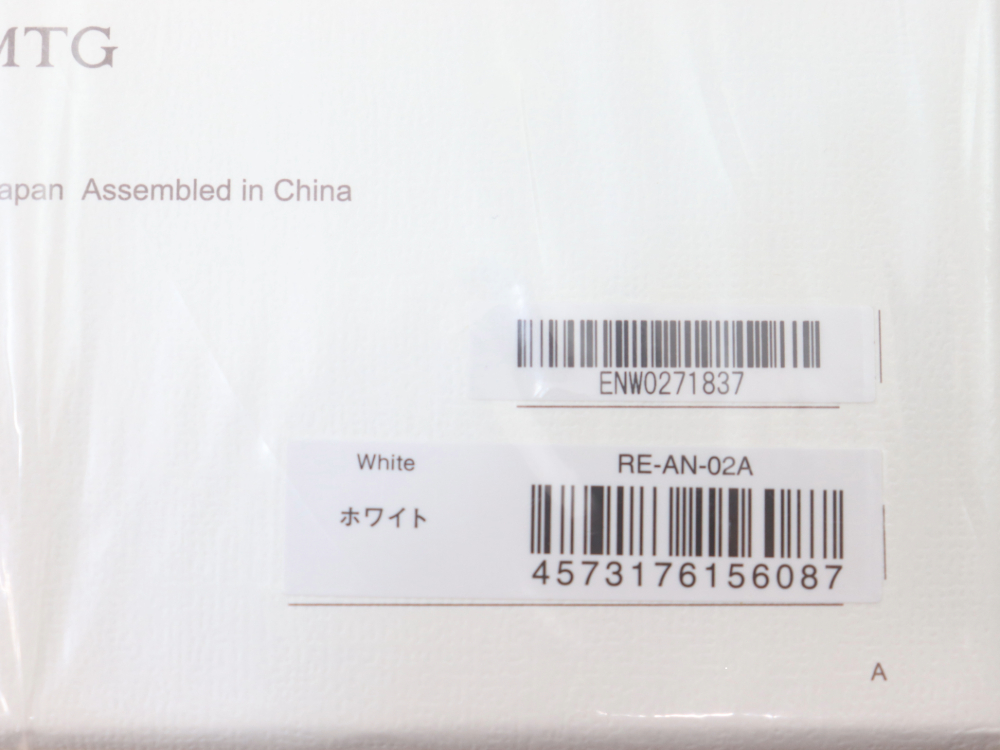 MTG
apan Assembled in China
ENW0271837
White
RE-AN-02A
ホワイト
4573176156087
A